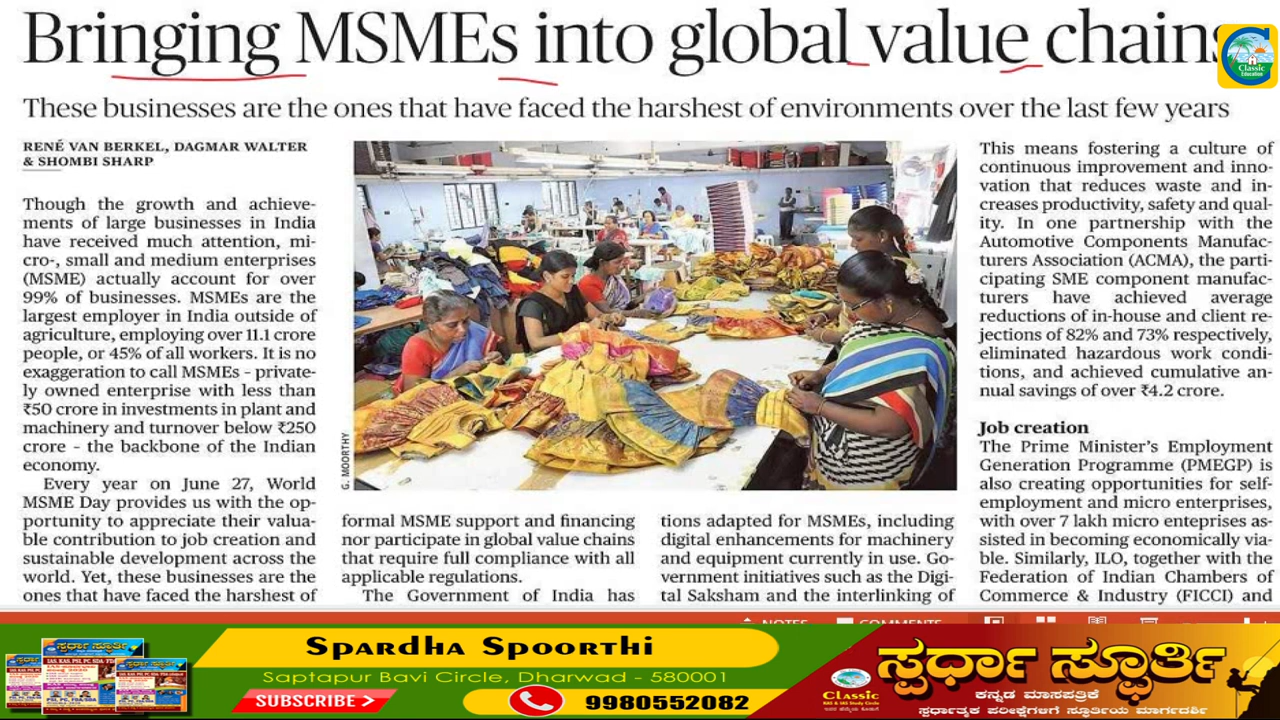 Bringing MSMEs into global value chains
Classic
Education
These businesses are the ones that have faced the harshest of environments over the last few years
RENÉ VAN BERKEL, DAGMAR WALTER
& SHOMBI SHARP
Though the growth and achieve-
ments of large businesses in India
have received much attention, mi-
cro-, small and medium enterprises
(MSME) actually account for over
99% of businesses. MSMEs are the
largest employer in India outside of
agriculture, employing over 11.1 crore
people, or 45% of all workers. It is no
exaggeration to call MSMEs – private-
ly owned enterprise with less than
₹50 crore in investments in plant and
machinery and turnover below ₹250
crore – the backbone of the Indian
economy.
Every year on June 27, World
MSME Day provides us with the op-
portunity to appreciate their valua-
ble contribution to job creation and
sustainable development across the
world. Yet, these businesses are the
ones that have faced the harshest of
G. MOORTHY
formal MSME support and financing
nor participate in global value chains
that require full compliance with all
applicable regulations.
The Government of India has
tions adapted for MSMEs, including
digital enhancements for machinery
and equipment currently in use. Go-
vernment initiatives such as the Digi-
tal Saksham and the interlinking of
This means fostering a culture of
continuous improvement and inno-
vation that reduces waste and in-
creases productivity, safety and qual-
ity. In one partnership with the
Automotive Components Manufac-
turers Association (ACMA), the parti-
cipating SME component manufac-
turers have achieved average
reductions of in-house and client re-
jections of 82% and 73% respectively,
eliminated hazardous work condi-
tions, and achieved cumulative an-
nual savings of over ₹4.2 crore.
Job creation
The Prime Minister's Employment
Generation Programme (PMEGP) is
also creating opportunities for self-
employment and micro enterprises,
with over 7 lakh micro enteprises as-
sisted in becoming economically via-
ble. Similarly, ILO, together with the
Federation of Indian Chambers of
Commerce & Industry (FICCI) and
NOTES COMMENTS
Spardha Spoorthi
Saptapur Bavi Circle, Dharwad - 580001
SUBSCRIBE
9980552082
Classic
KAS & IAS Study Circle
ಸ್ಪರ್ಧಾ ಸ್ಫೂರ್ತಿ
ಕನ್ನಡ ಮಾಸಪತ್ರಿಕೆ
ಸ್ಪರ್ಧಾತ್ಮಕ ಪರೀಕ್ಷೆಗಳಿಗೆ ಸ್ಫೂರ್ತಿಯ ಮಾರ್ಗದರ್ಶಿ